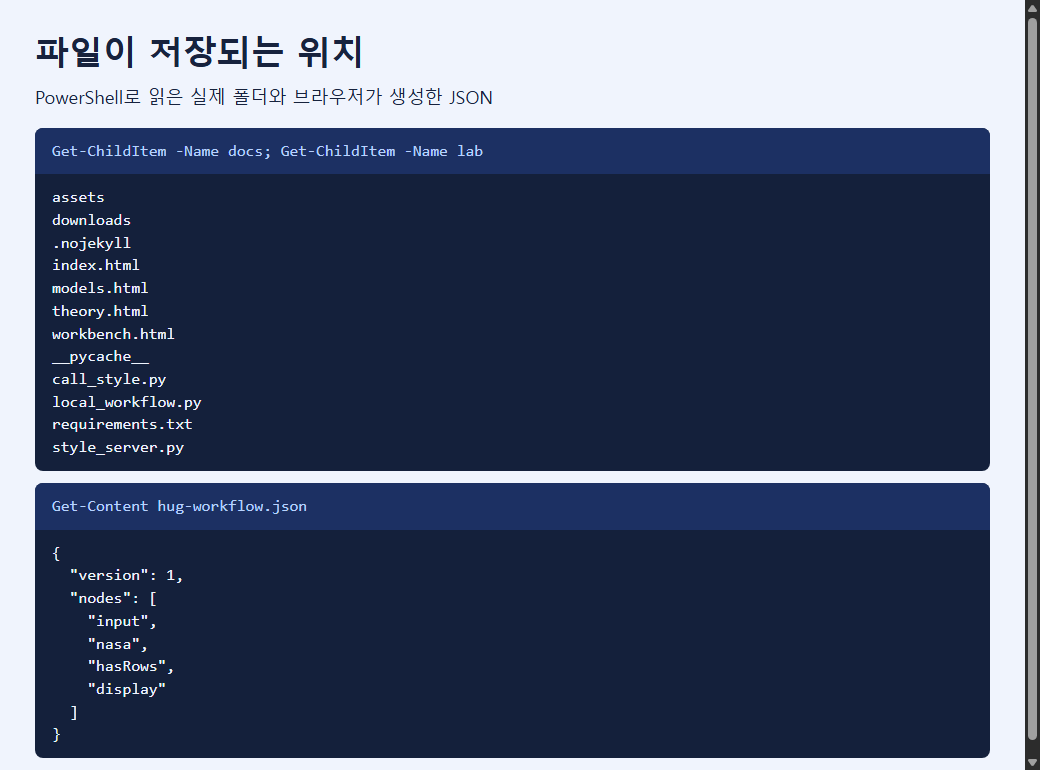 파일이 저장되는 위치
PowerShell로 읽은 실제 폴더와 브라우저가 생성한 JSON
Get-ChildItem -Name docs; Get-ChildItem -Name lab
assets
downloads
.nojekyll
index.html
models.html
theory.html
workbench.html
__pycache__
call_style.py
local_workflow.py
requirements.txt
style_server.py
Get-Content hug-workflow.json
{
  "version": 1,
  "nodes": [
    "input",
    "nasa",
    "hasRows",
    "display"
  ]
}